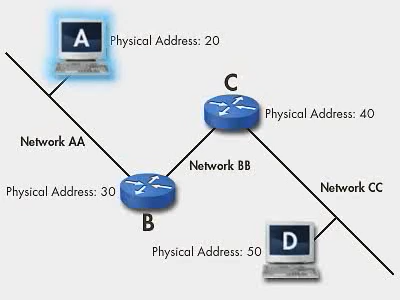 A
Physical Address: 20
C
Physical Address: 40
Network AA
Network BB
Physical Address: 30
Network CC
B
Physical Address: 50
D